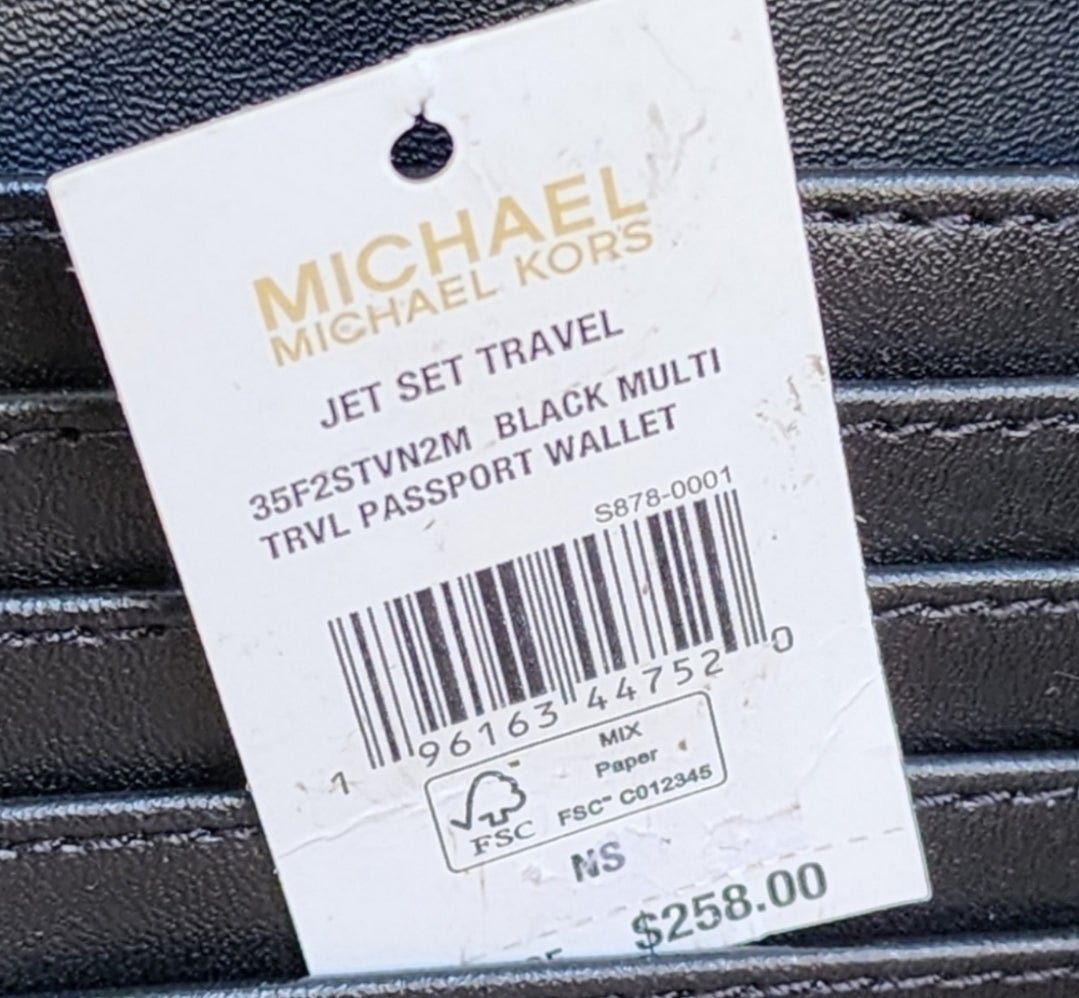 MICHAEL
MICHAEL KORS
JET SET TRAVEL
35F2STVN2M BLACK MULTI
TRVL PASSPORT WALLET
S878-0001
1 96163 44752 0
MIX
Paper
FSC™ C012345
FSC
NS
$258.00